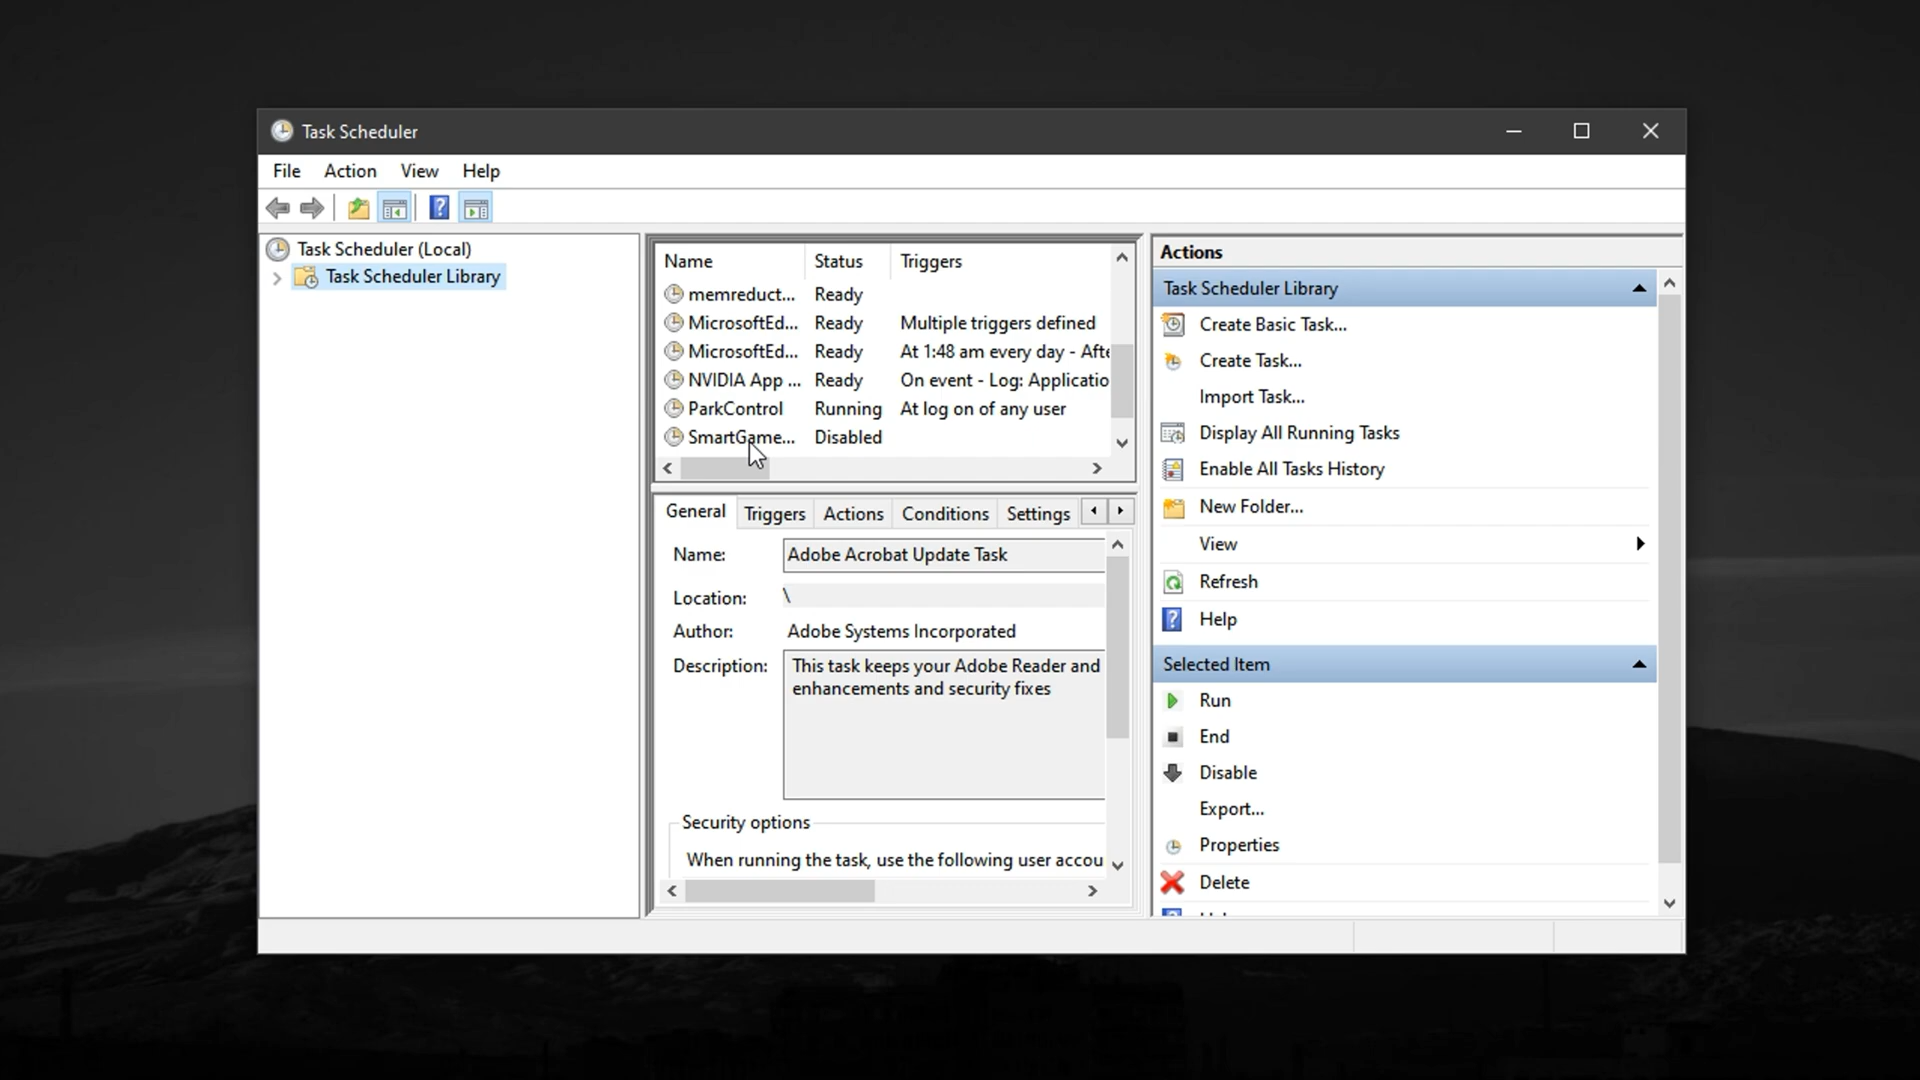 Task Scheduler
File Action View Help
Task Scheduler (Local)
Task Scheduler Library
Name Status Triggers
memreduct... Ready
MicrosoftEd... Ready Multiple triggers defined
MicrosoftEd... Ready At 1:48 am every day - Afte
NVIDIA App ... Ready On event - Log: Applicatio
ParkControl Running At log on of any user
SmartGame... Disabled
General Triggers Actions Conditions Settings
Name: Adobe Acrobat Update Task
Location: \
Author: Adobe Systems Incorporated
Description: This task keeps your Adobe Reader and
enhancements and security fixes
Security options
When running the task, use the following user accou
Actions
Task Scheduler Library
Create Basic Task...
Create Task...
Import Task...
Display All Running Tasks
Enable All Tasks History
New Folder...
View
Refresh
Help
Selected Item
Run
End
Disable
Export...
Properties
Delete